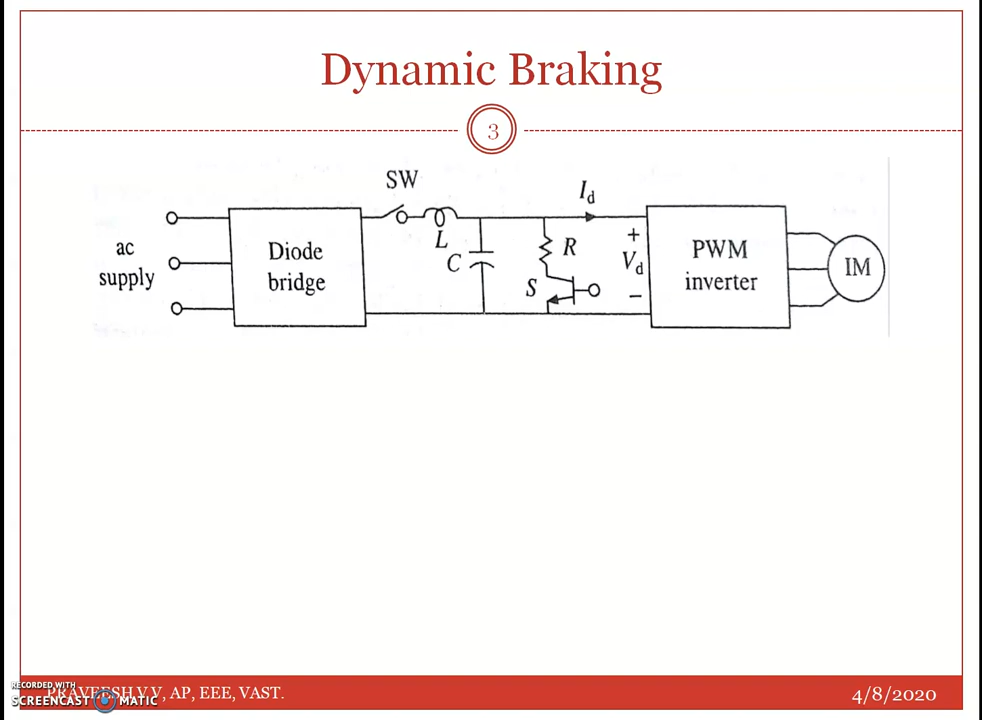 Dynamic Braking
3
SW
I_d
ac
supply
Diode
bridge
L
C
R
S
+
V_d
−
PWM
inverter
IM
RECORDED WITH
SCREENCAST MATIC
PRAVEESH.V.V, AP, EEE, VAST.
4/8/2020